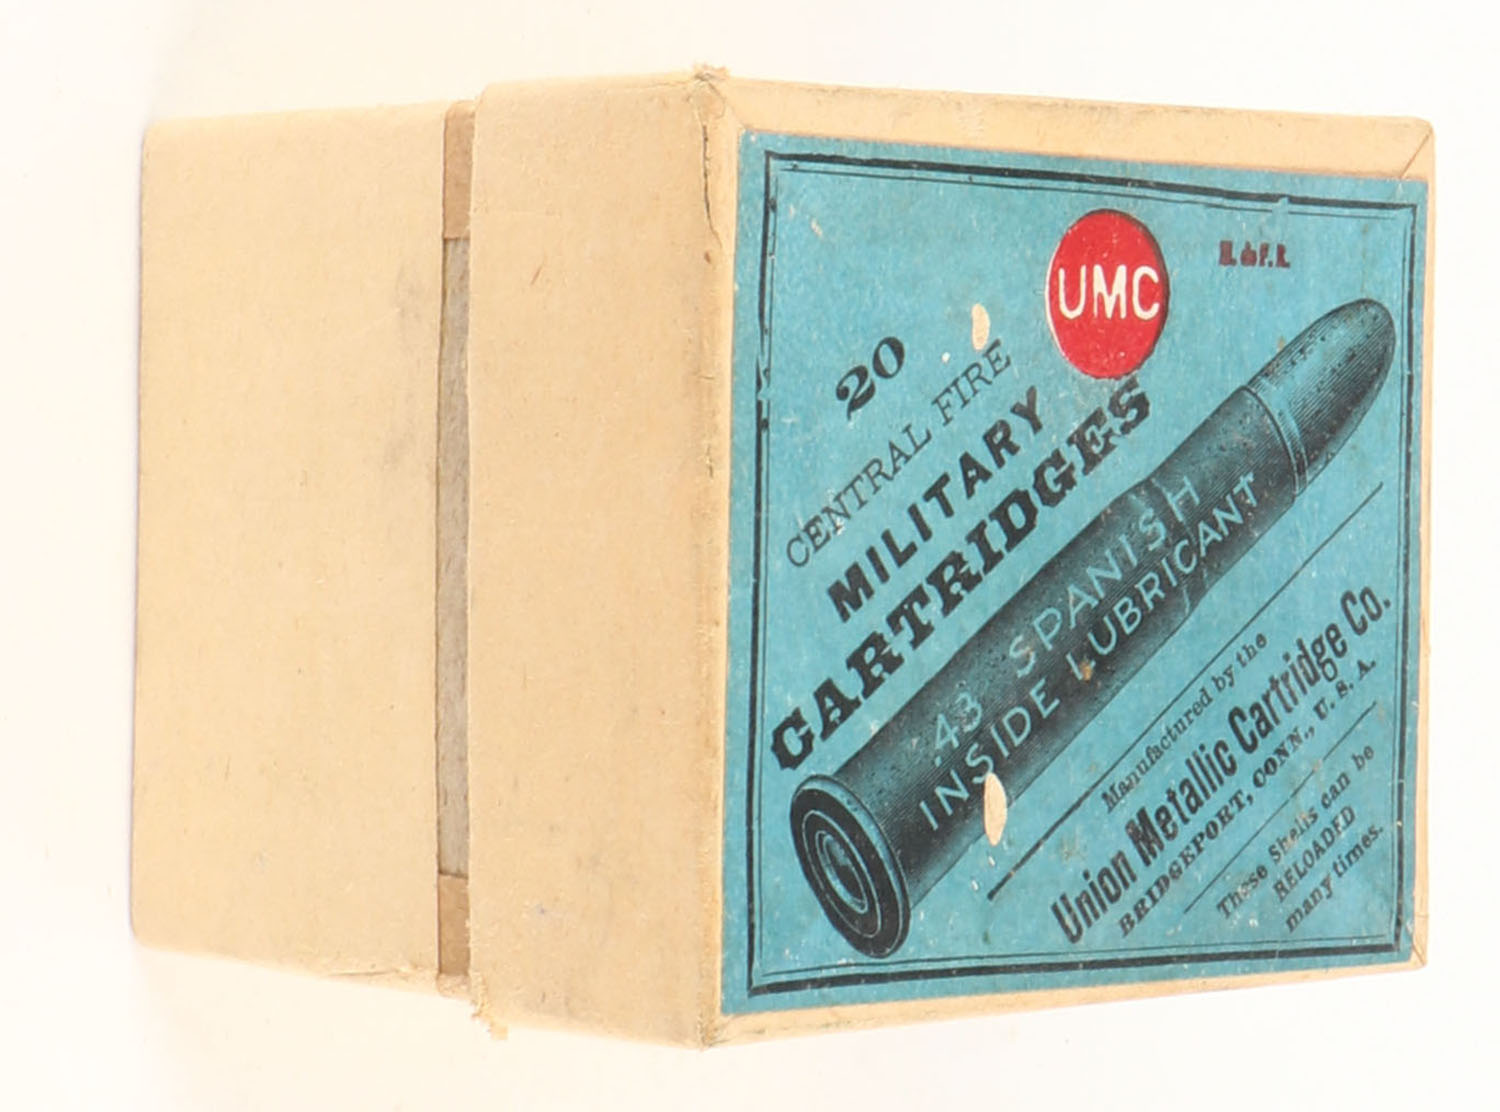 UMC
M. de F. R.
20
CENTRAL FIRE
MILITARY
CARTRIDGES
.43 SPANISH
INSIDE LUBRICANT
Manufactured by the
Union Metallic Cartridge Co.
BRIDGEPORT, CONN., U. S. A.
These Shells can be
RELOADED
many times.